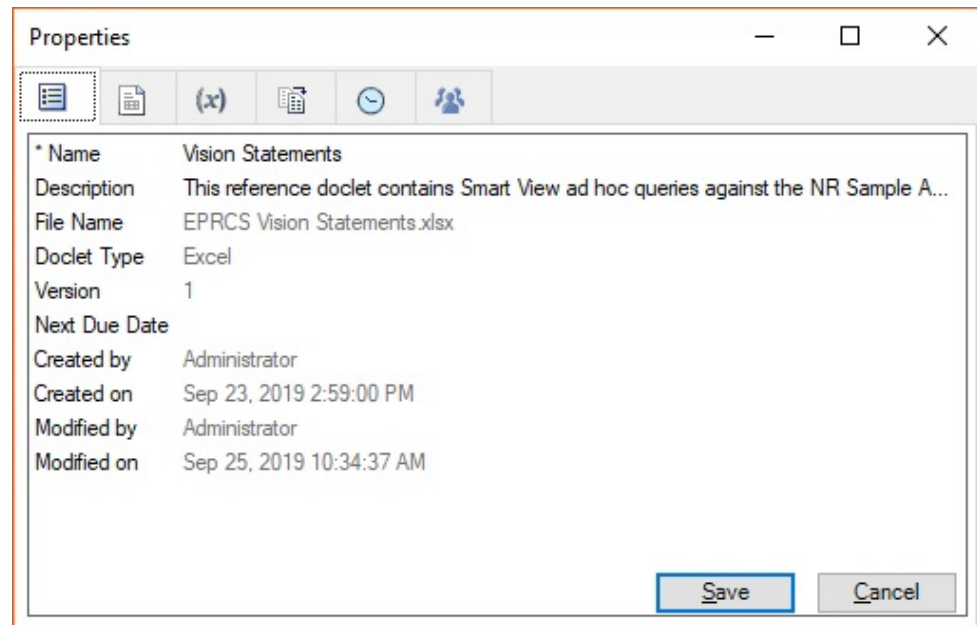 Properties
(x)
* Name Vision Statements
Description This reference doclet contains Smart View ad hoc queries against the NR Sample A...
File Name EPRCS Vision Statements.xlsx
Doclet Type Excel
Version 1
Next Due Date
Created by Administrator
Created on Sep 23, 2019 2:59:00 PM
Modified by Administrator
Modified on Sep 25, 2019 10:34:37 AM
Save Cancel